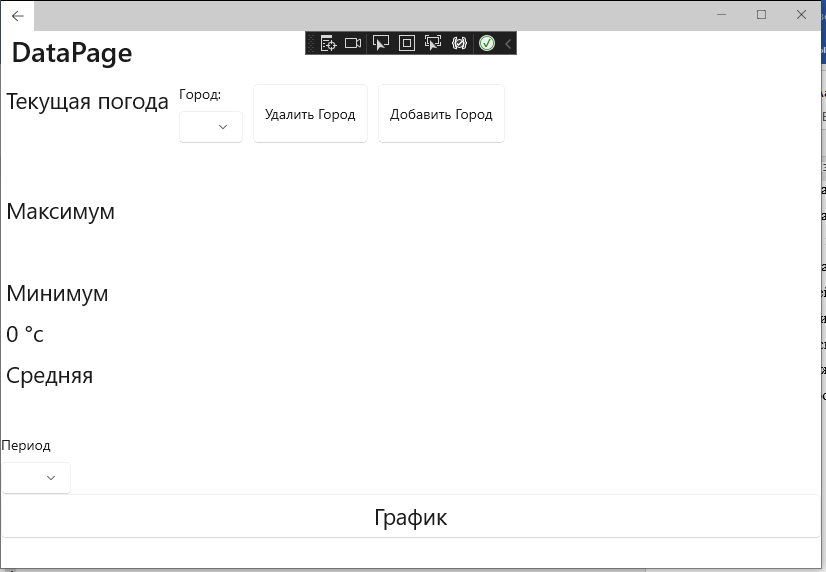 DataPage
Текущая погода
Город:
Удалить Город
Добавить Город
Максимум
Минимум
0 °c
Средняя
Период
График